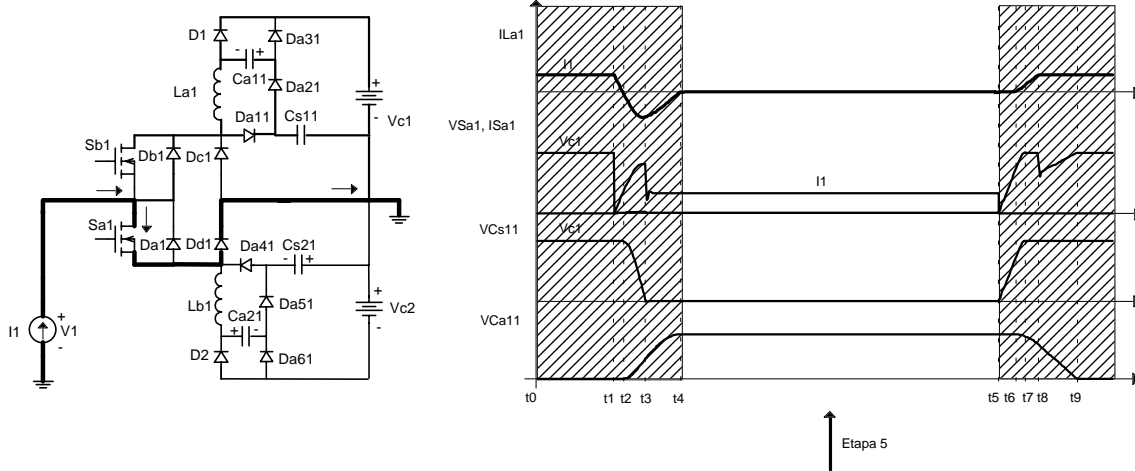 D1
Da31
-
+
Ca11
Da21
La1
+
-
Vc1
Da11
Cs11
Sb1
Db1
Dc1
Sa1
Da1
Dd1
Da41
Cs21
-
+
Lb1
Da51
+
-
Vc2
Ca21
+
-
I1
+
V1
-
D2
Da61
ILa1
I1
VSa1, ISa1
Vc1
I1
VCs11
Vc1
VCa11
t0
t1
t2
t3
t4
t5
t6
t7
t8
t9
Etapa 5